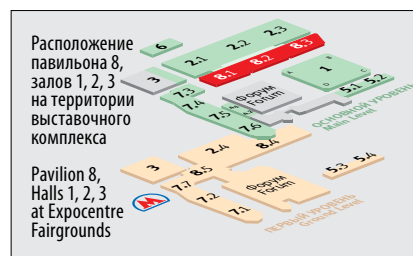 Расположение
павильона 8,
залов 1, 2, 3
на территории
выставочного
комплекса
Pavilion 8,
Halls 1, 2, 3
at Expocentre
Fairgrounds
6
2.1 2.2 2.3
8.1 8.2 8.3
3
A B
1
D C
7.3
7.4
7.5
7.6
Форум
Forum
5.1 5.2
ОСНОВНОЙ УРОВЕНЬ
Main Level
2.4
8.4
3
8.5
7.7
7.2
7.1
Форум
Forum
5.3 5.4
М
ПЕРВЫЙ УРОВЕНЬ
Ground Level